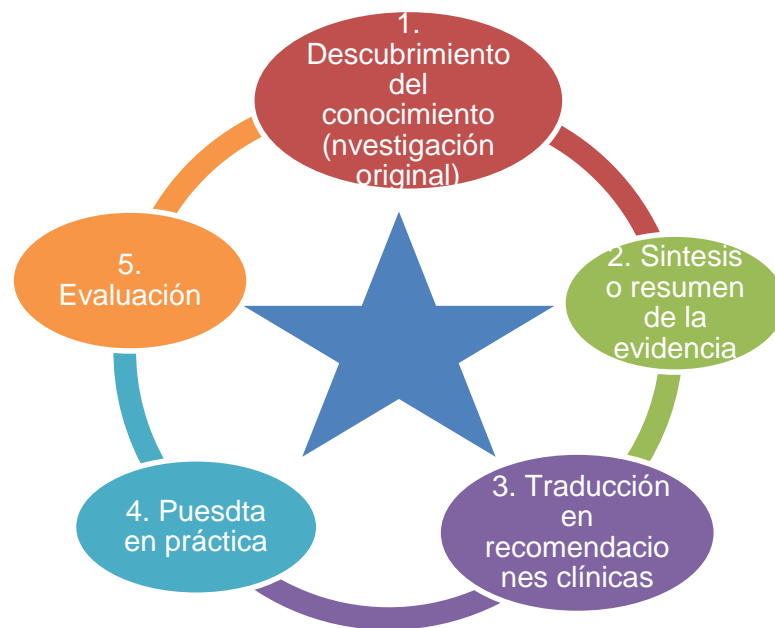 1.
Descubrimiento
del
conocimiento
(nvestigación
original)
2. Sintesis
o resumen
de la
evidencia
3. Traducción
en
recomendacio
nes clínicas
4. Puesdta
en práctica
5.
Evaluación